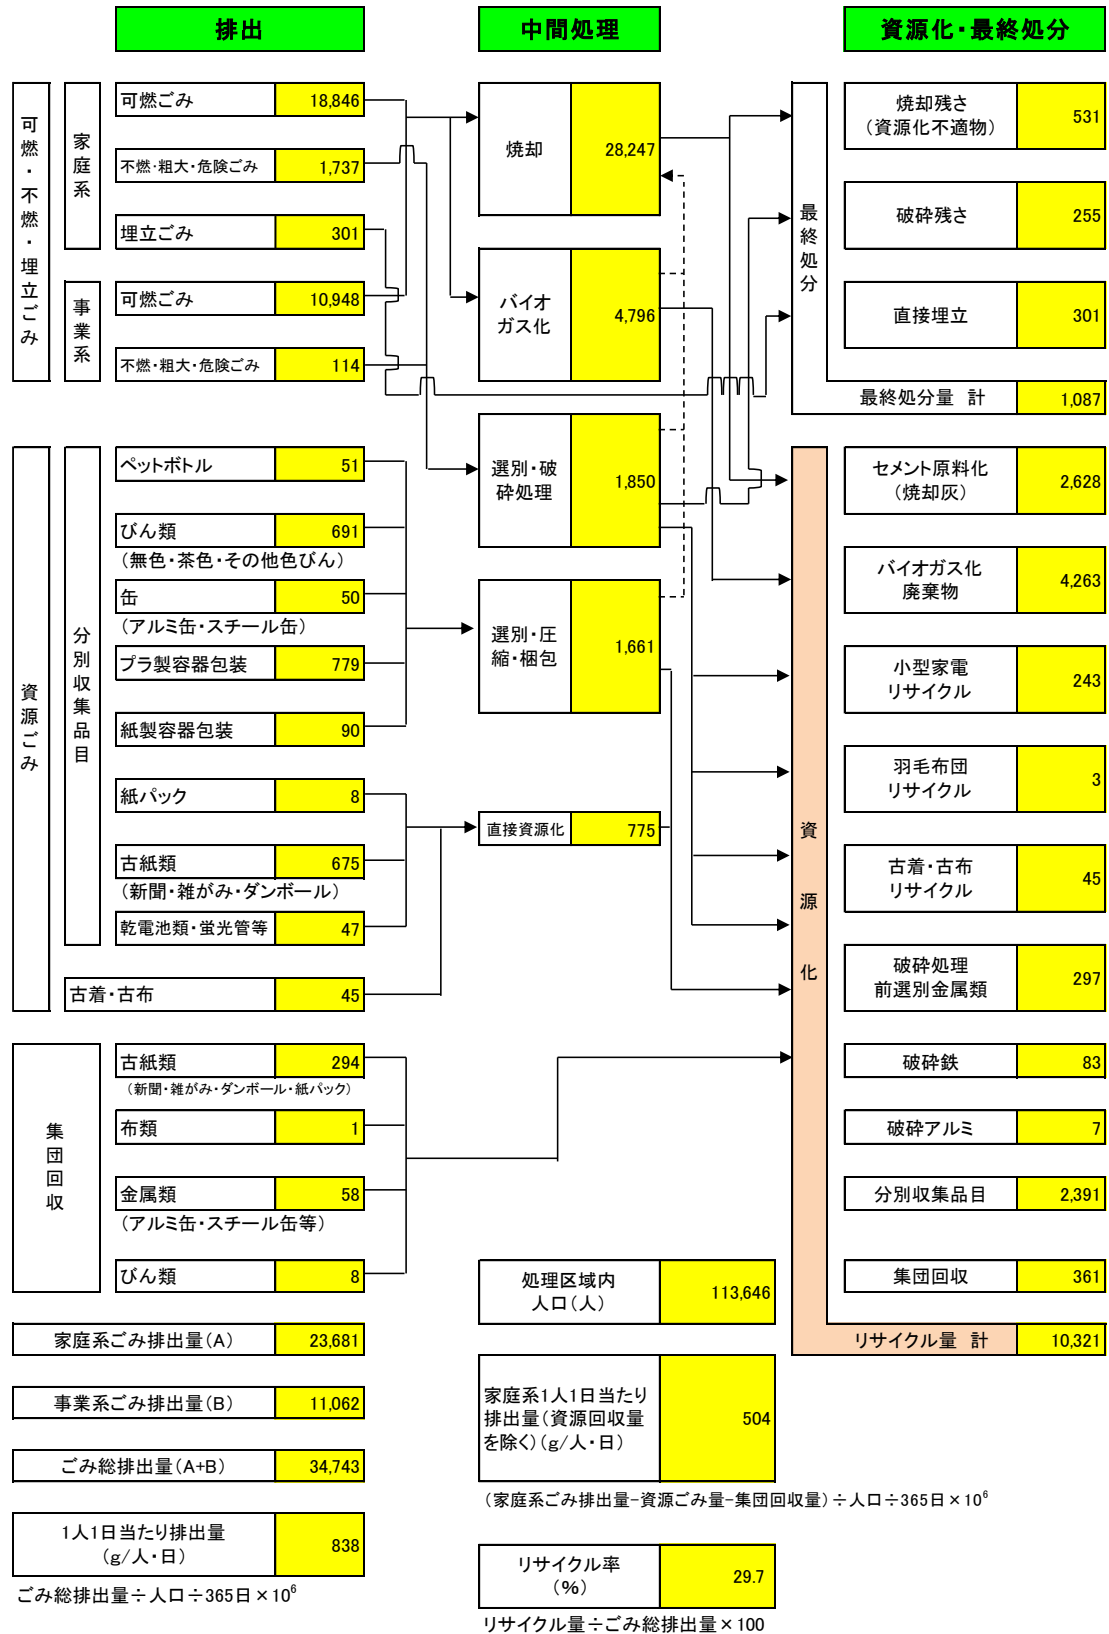 排出
中間処理
資源化・最終処分
可燃・不燃・埋立ごみ
家庭系
可燃ごみ 18,846
不燃・粗大・危険ごみ 1,737
埋立ごみ 301
事業系
可燃ごみ 10,948
不燃・粗大・危険ごみ 114
資源ごみ
分別収集品目
ペットボトル 51
びん類 691
（無色・茶色・その他色びん）
缶 50
（アルミ缶・スチール缶）
プラ製容器包装 779
紙製容器包装 90
紙パック 8
古紙類 675
（新聞・雑がみ・ダンボール）
乾電池類・蛍光管等 47
古着・古布 45
集団回収
古紙類 294
（新聞・雑がみ・ダンボール・紙パック）
布類 1
金属類 58
（アルミ缶・スチール缶等）
びん類 8
家庭系ごみ排出量（A） 23,681
事業系ごみ排出量（B） 11,062
ごみ総排出量（A+B） 34,743
1人1日当たり排出量
（g/人・日）
838
ごみ総排出量÷人口÷365日×10⁶
焼却 28,247
バイオ
ガス化
4,796
選別・破
砕処理
1,850
選別・圧
縮・梱包
1,661
直接資源化 775
処理区域内
人口（人）
113,646
家庭系1人1日当たり
排出量（資源回収量
を除く）（g/人・日）
504
（家庭系ごみ排出量−資源ごみ量−集団回収量）÷人口÷365日×10⁶
リサイクル率
（%）
29.7
リサイクル量÷ごみ総排出量×100
最終処分
焼却残さ
（資源化不適物）
531
破砕残さ 255
直接埋立 301
最終処分量 計 1,087
資源化
セメント原料化
（焼却灰）
2,628
バイオガス化
廃棄物
4,263
小型家電
リサイクル
243
羽毛布団
リサイクル
3
古着・古布
リサイクル
45
破砕処理
前選別金属類
297
破砕鉄 83
破砕アルミ 7
分別収集品目 2,391
集団回収 361
リサイクル量 計 10,321